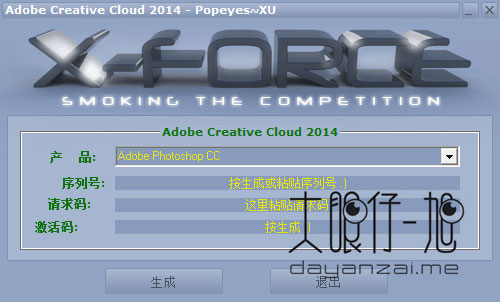 Adobe Creative Cloud 2014 - Popeyes~XU
X-FORCE
SMOKING THE COMPETITION
Adobe Creative Cloud 2014
产 品: Adobe Photoshop CC
序列号: 按生成或粘贴序列号 :)
请求码: 这里粘贴请求码
激活码: 按生成 :)
大眼仔~旭
dayanzai.me
生成 退出